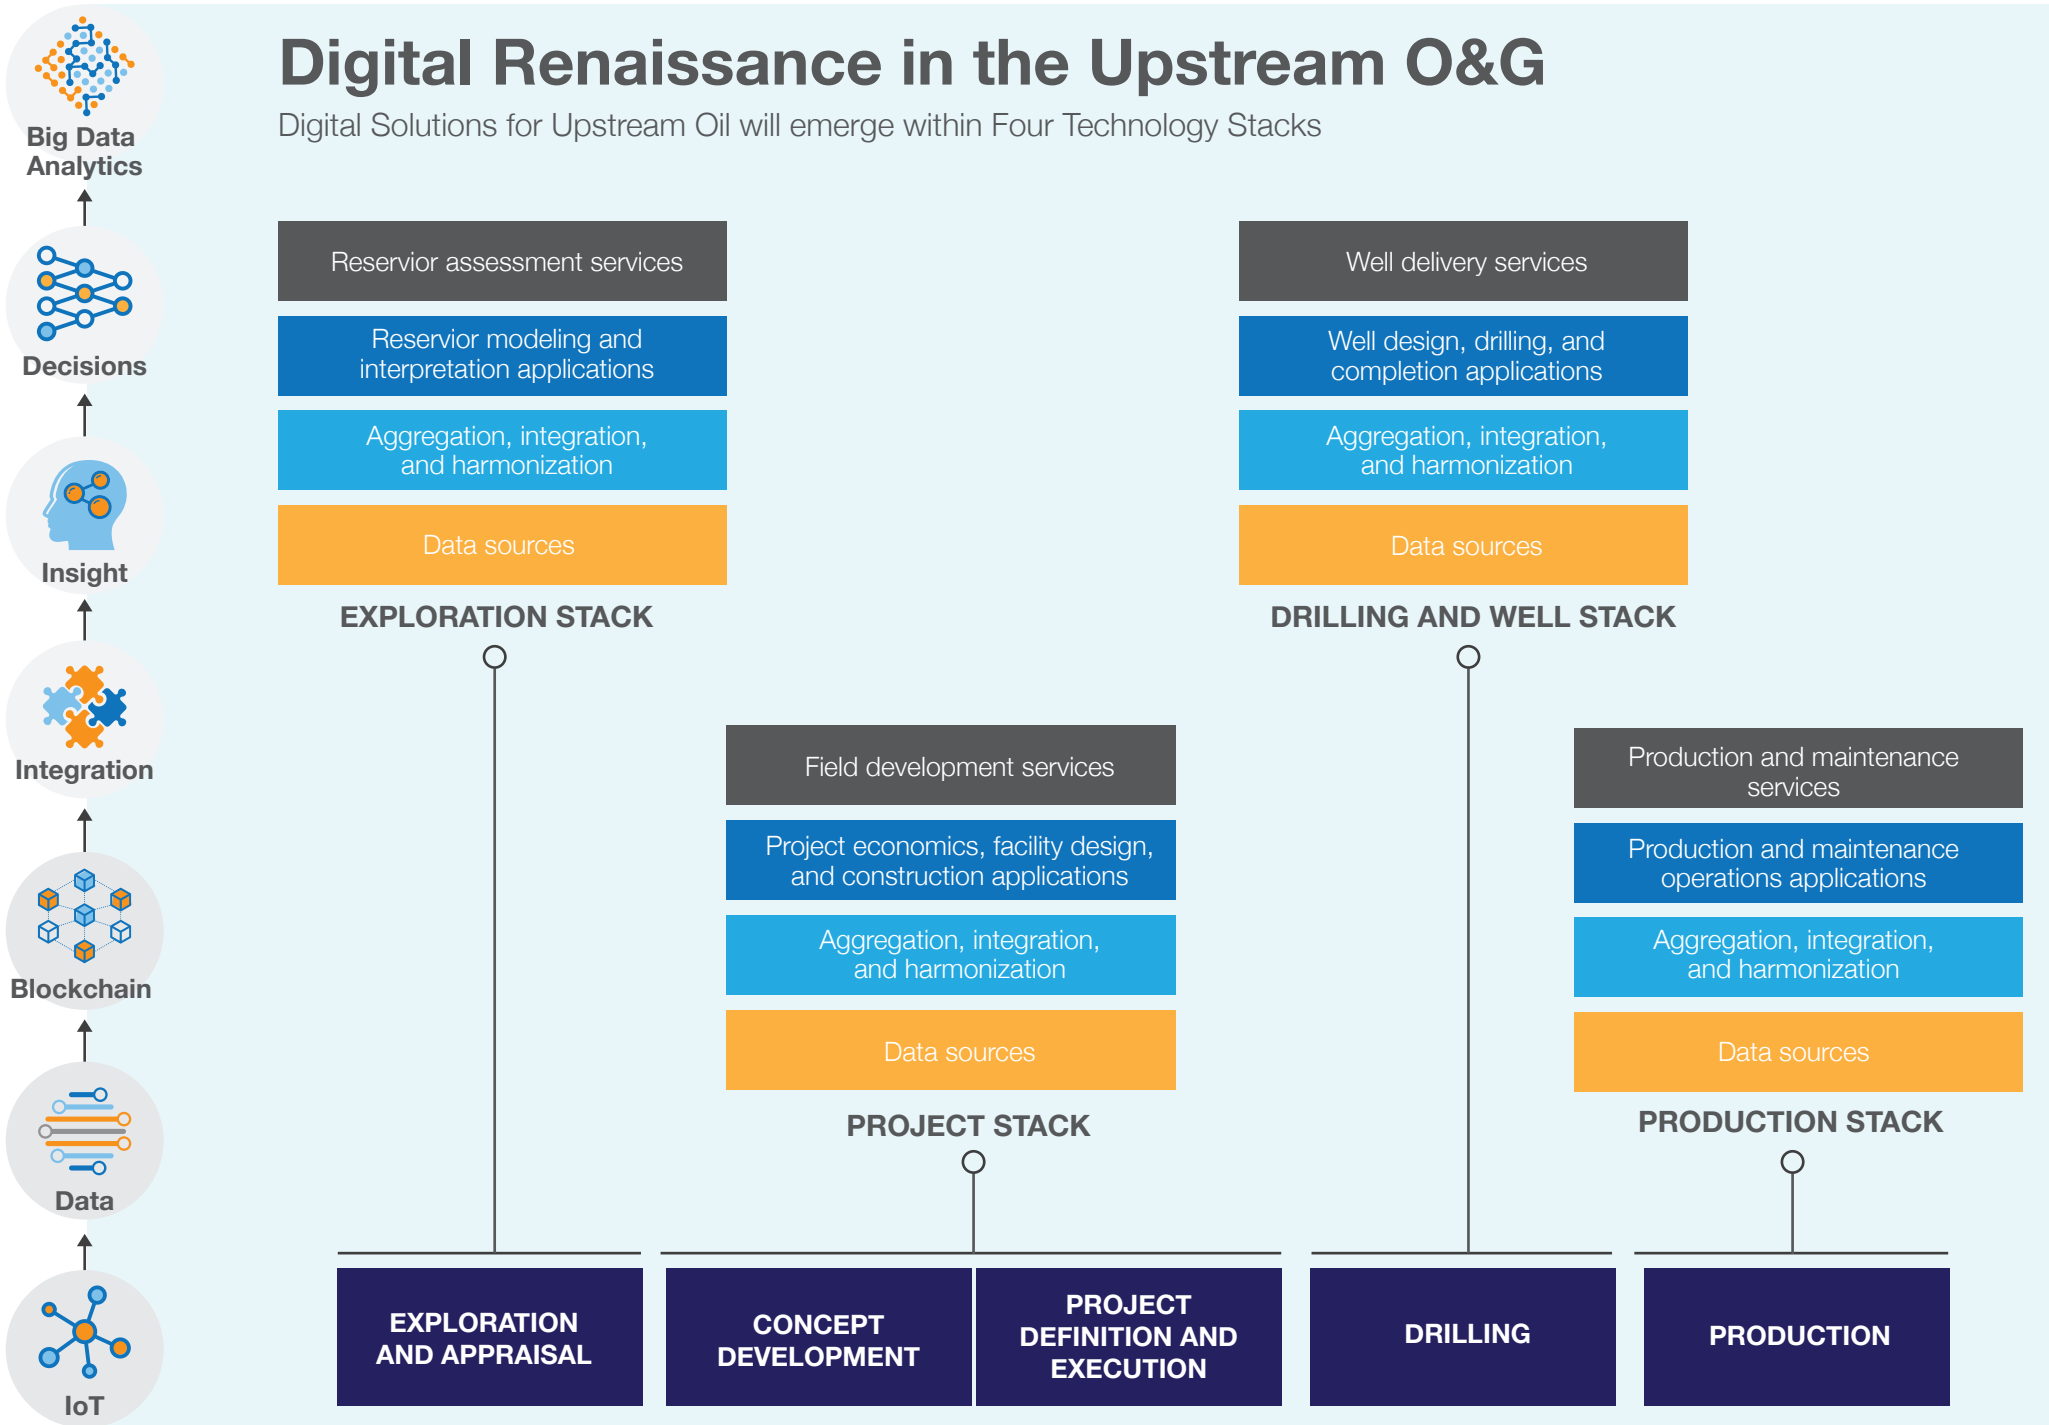 Digital Renaissance in the Upstream O&G
Digital Solutions for Upstream Oil will emerge within Four Technology Stacks
Big Data
Analytics
Decisions
Insight
Integration
Blockchain
Data
IoT
Reservior assessment services
Reservior modeling and
interpretation applications
Aggregation, integration,
and harmonization
Data sources
EXPLORATION STACK
Well delivery services
Well design, drilling, and
completion applications
Aggregation, integration,
and harmonization
Data sources
DRILLING AND WELL STACK
Field development services
Project economics, facility design,
and construction applications
Aggregation, integration,
and harmonization
Data sources
PROJECT STACK
Production and maintenance
services
Production and maintenance
operations applications
Aggregation, integration,
and harmonization
Data sources
PRODUCTION STACK
EXPLORATION
AND APPRAISAL
CONCEPT
DEVELOPMENT
PROJECT
DEFINITION AND
EXECUTION
DRILLING
PRODUCTION